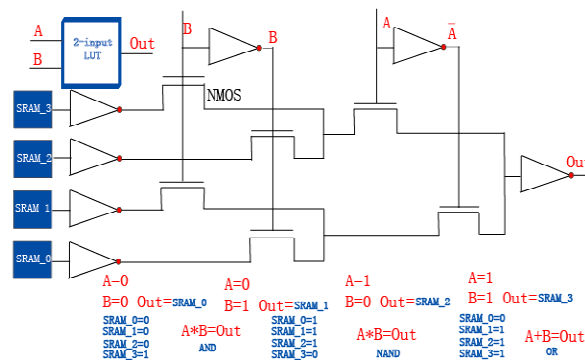 A
B
2-input
LUT
Out
B
B
A
Ā
SRAM_3
NMOS
SRAM_2
SRAM 1
SRAM_0
Out
A-0
B=0 Out=SRAM_0
A=0
B=1 Out=SRAM_1
A-1
B=0 Out=SRAM_2
A=1
B=1 Out=SRAM_3
SRAM_0=0
SRAM_1=0
SRAM_2=0
SRAM_3=1
A*B=Out
AND
SRAM_0=1
SRAM_1=1
SRAM_2=1
SRAM_3=0
A*B=Out
NAND
SRAM_0=0
SRAM_1=1
SRAM_2=1
SRAM_3=1
A+B=Out
OR